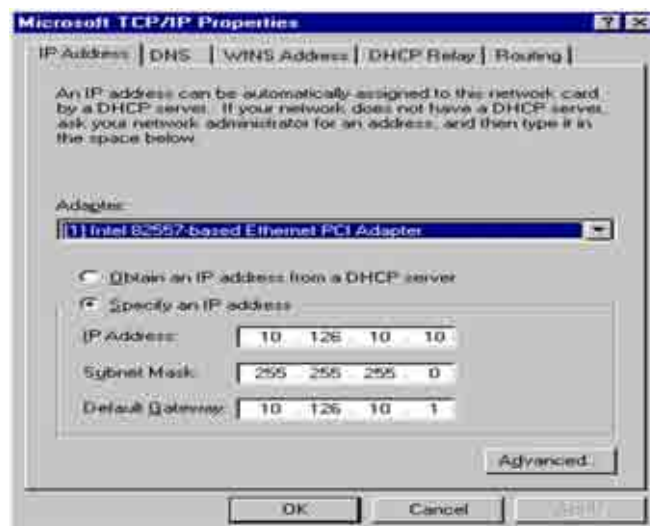 Microsoft TCP/IP Properties
IP Address DNS WINS Address DHCP Relay Routing
An IP address can be automatically assigned to this network card
by a DHCP server. If your network does not have a DHCP server,
ask your network administrator for an address, and then type it in
the space below.
Adapter:
[1] Intel 82557-based Ethernet PCI Adapter
Obtain an IP address from a DHCP server
Specify an IP address
IP Address: 10 . 126 . 10 . 10
Subnet Mask: 255 . 255 . 255 . 0
Default Gateway: 10 . 126 . 10 . 1
Advanced...
OK Cancel Apply